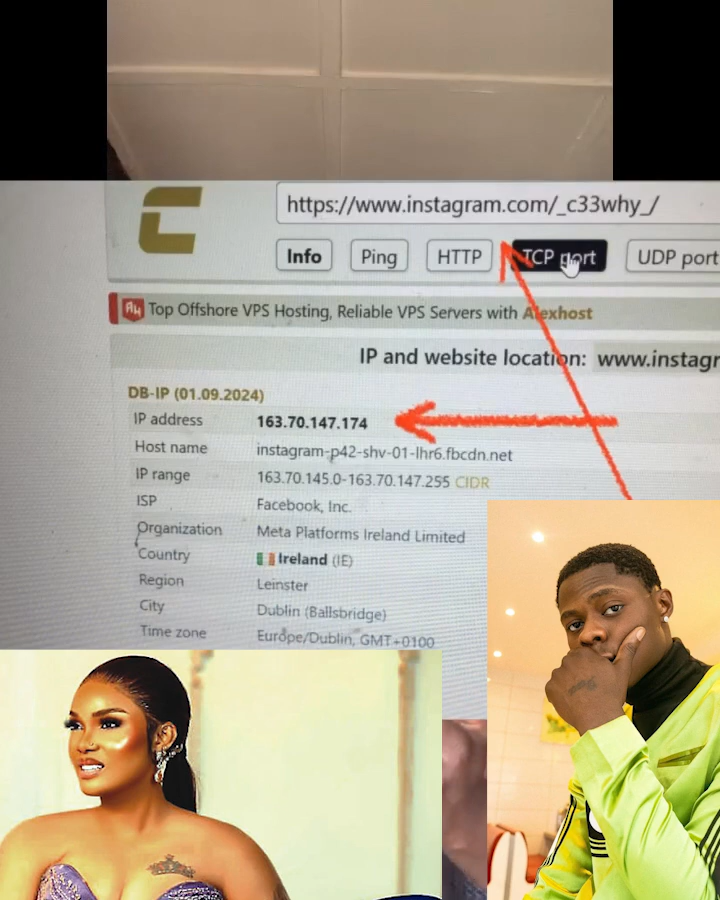 https://www.instagram.com/_c33why_/
Info Ping HTTP TCP port UDP port
Top Offshore VPS Hosting, Reliable VPS Servers with Alexhost
IP and website location: www.instagr
DB-IP (01.09.2024)
IP address 163.70.147.174
Host name instagram-p42-shv-01-lhr6.fbcdn.net
IP range 163.70.145.0-163.70.147.255 CIDR
ISP Facebook, Inc.
Organization Meta Platforms Ireland Limited
Country Ireland (IE)
Region Leinster
City Dublin (Ballsbridge)
Time zone Europe/Dublin, GMT+0100